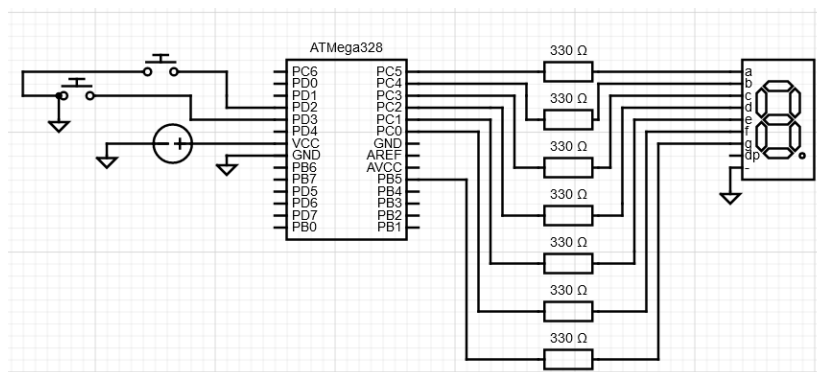 ATMega328
PC6
PD0
PD1
PD2
PD3
PD4
VCC
GND
PB6
PB7
PD5
PD6
PD7
PB0
PC5
PC4
PC3
PC2
PC1
PC0
GND
AREF
AVCC
PB5
PB4
PB3
PB2
PB1
330 Ω
330 Ω
330 Ω
330 Ω
330 Ω
330 Ω
330 Ω
a
b
c
d
e
f
g
dp
-